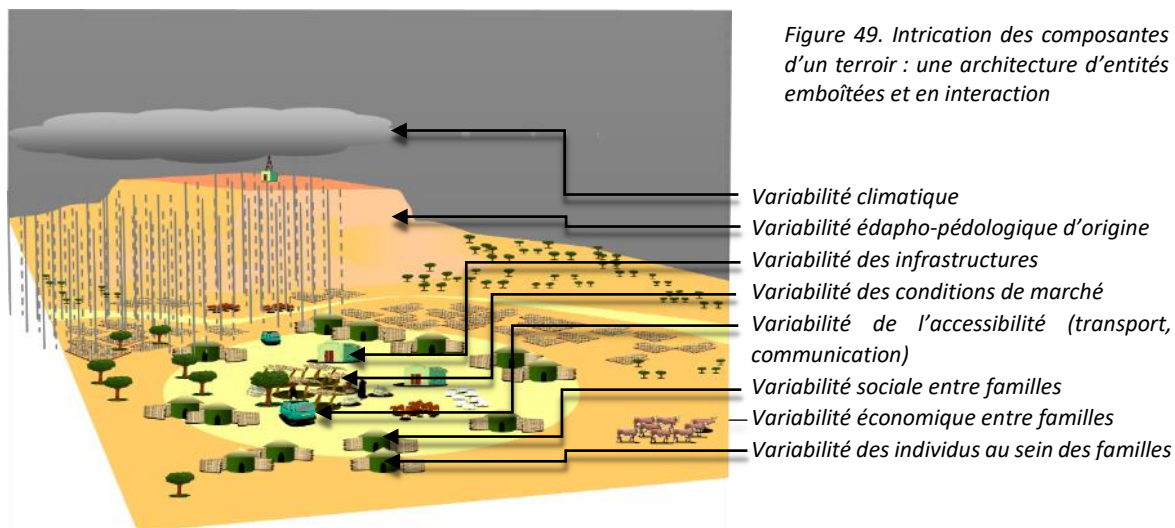 Figure 49. Intrication des composantes
d'un terroir : une architecture d'entités
emboîtées et en interaction
Variabilité climatique
Variabilité édapho-pédologique d'origine
Variabilité des infrastructures
Variabilité des conditions de marché
Variabilité de l'accessibilité (transport,
communication)
Variabilité sociale entre familles
Variabilité économique entre familles
Variabilité des individus au sein des familles